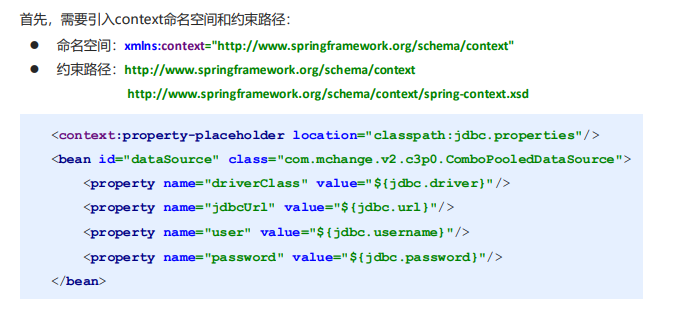 首先，需要引入context命名空间和约束路径：
● 命名空间：xmlns:context="http://www.springframework.org/schema/context"
● 约束路径：http://www.springframework.org/schema/context
http://www.springframework.org/schema/context/spring-context.xsd
<context:property-placeholder location="classpath:jdbc.properties"/>
<bean id="dataSource" class="com.mchange.v2.c3p0.ComboPooledDataSource">
    <property name="driverClass" value="${jdbc.driver}"/>
    <property name="jdbcUrl" value="${jdbc.url}"/>
    <property name="user" value="${jdbc.username}"/>
    <property name="password" value="${jdbc.password}"/>
</bean>